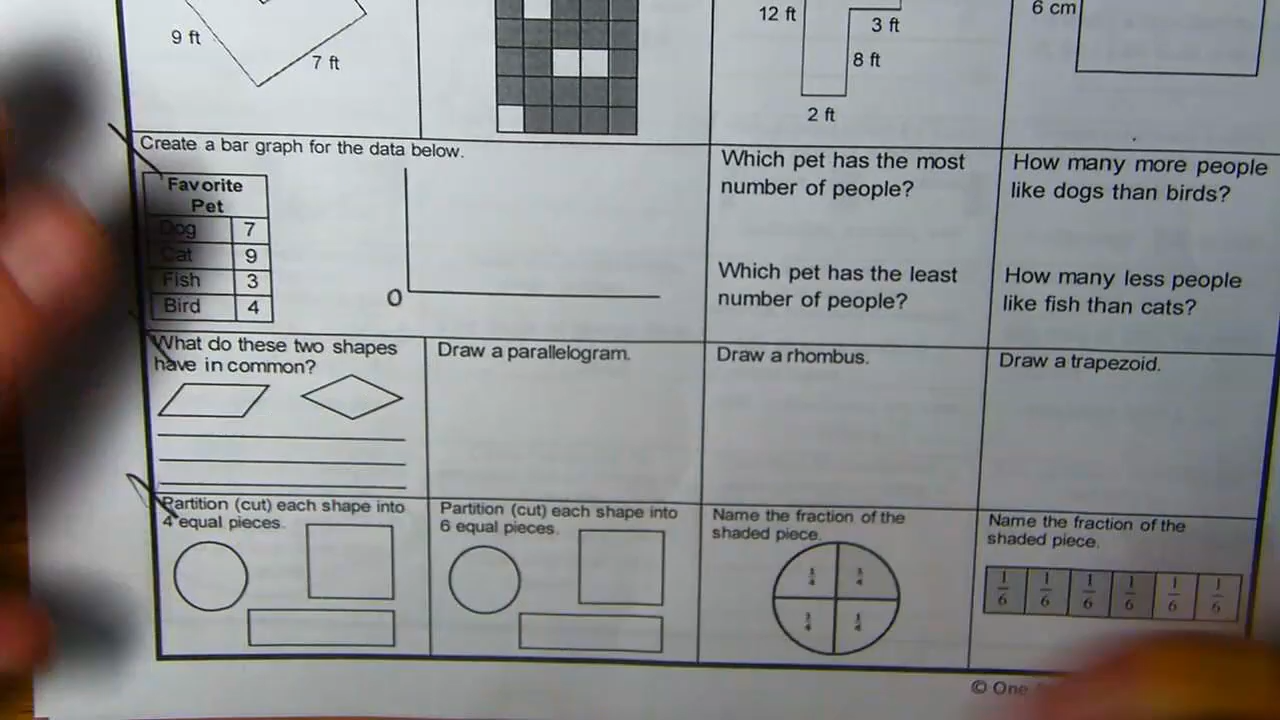 9 ft
7 ft
12 ft
3 ft
8 ft
2 ft
6 cm
Create a bar graph for the data below.
Favorite
Pet
Dog 7
Cat 9
Fish 3
Bird 4
0
Which pet has the most
number of people?
Which pet has the least
number of people?
How many more people
like dogs than birds?
How many less people
like fish than cats?
What do these two shapes
have in common?
Draw a parallelogram.
Draw a rhombus.
Draw a trapezoid.
Partition (cut) each shape into
4 equal pieces.
Partition (cut) each shape into
6 equal pieces.
Name the fraction of the
shaded piece.
1/4 1/4
1/4 1/4
Name the fraction of the
shaded piece.
1/6 1/6 1/6 1/6 1/6 1/6
© One